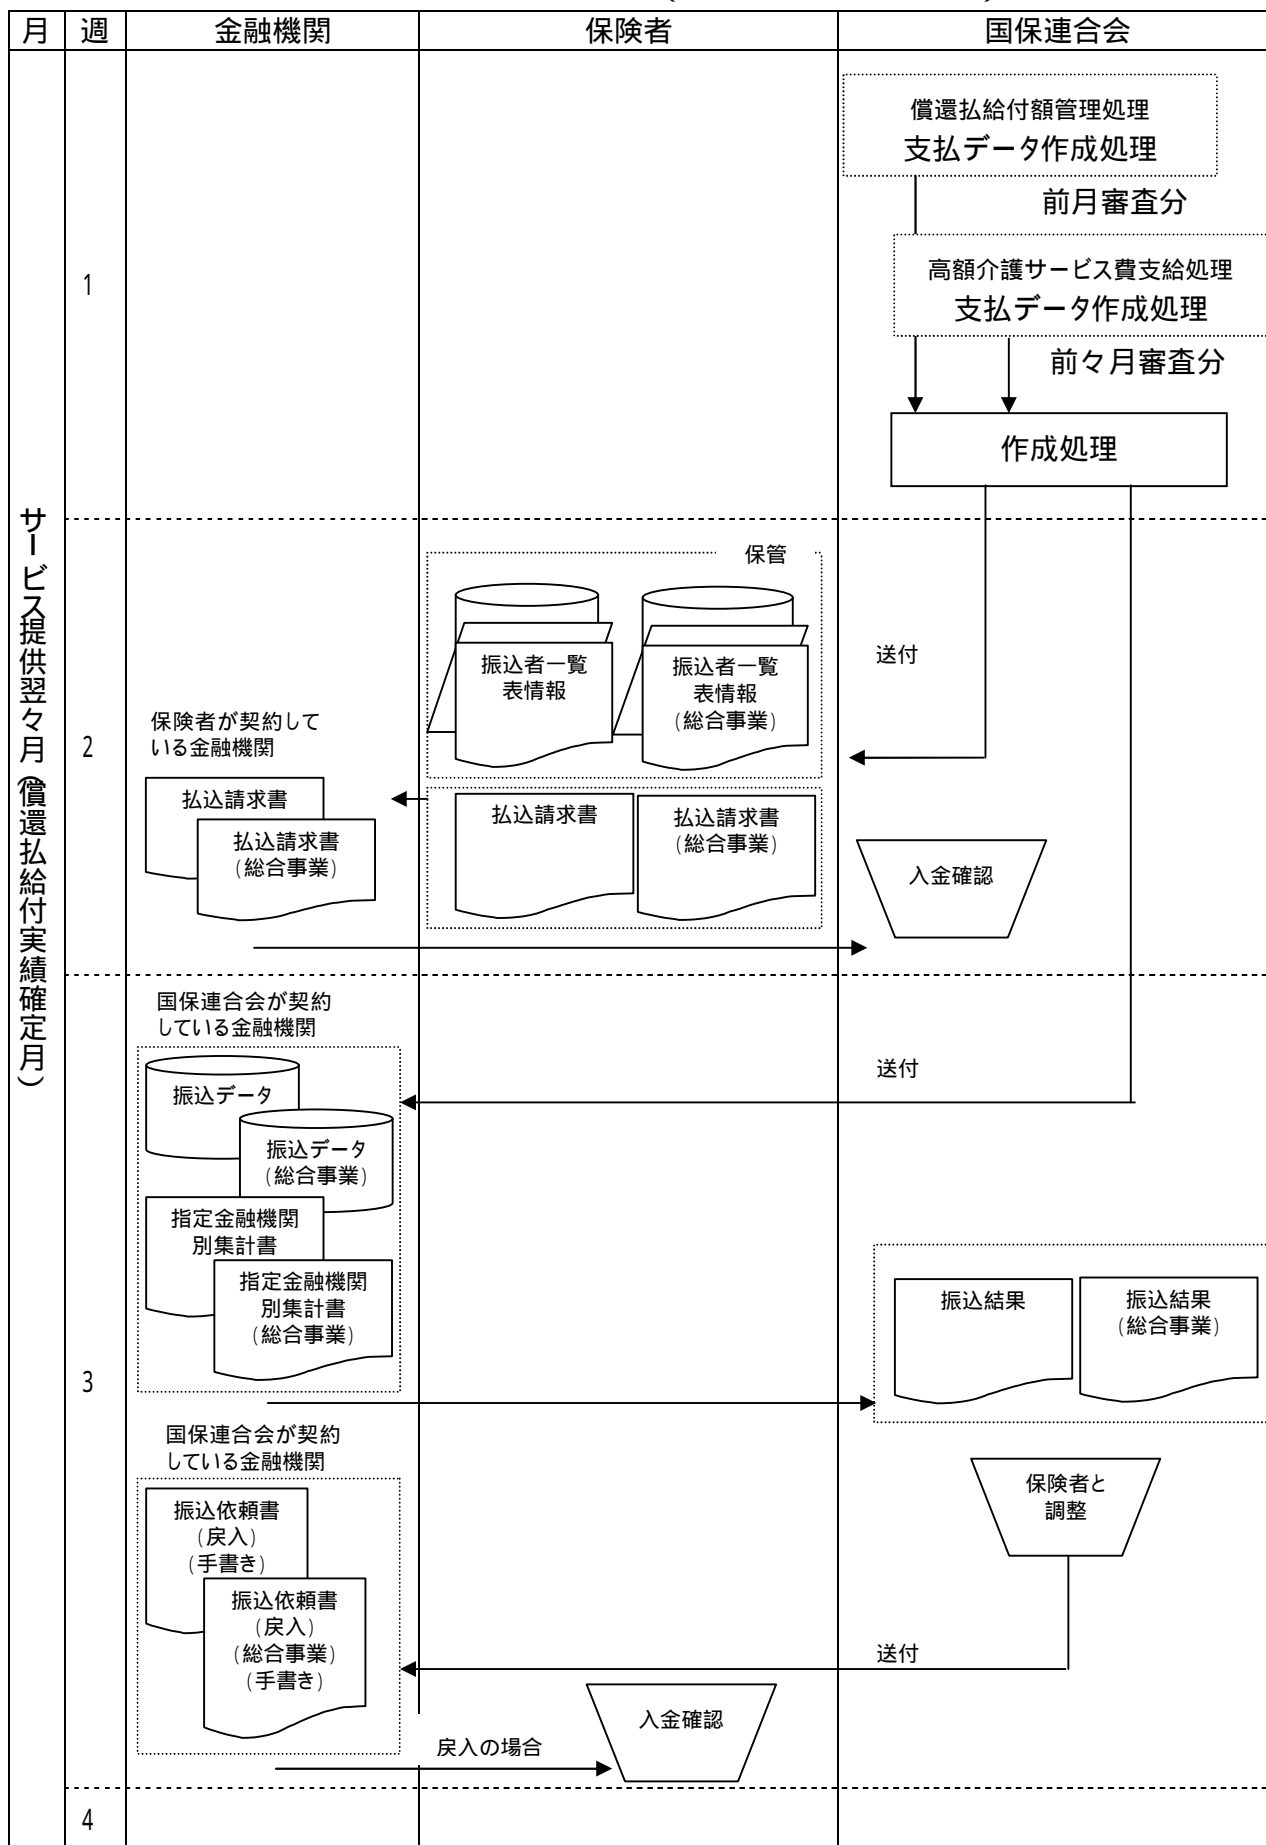 月
週
金融機関
保険者
国保連合会
サービス提供翌々月(償還払給付実績確定月)
1
償還払給付額管理処理
支払データ作成処理
前月審査分
高額介護サービス費支給処理
支払データ作成処理
前々月審査分
作成処理
2
保管
振込者一覧
表情報
振込者一覧
表情報
(総合事業)
送付
保険者が契約して
いる金融機関
払込請求書
払込請求書
(総合事業)
払込請求書
払込請求書
(総合事業)
入金確認
3
国保連合会が契約
している金融機関
送付
振込データ
振込データ
(総合事業)
指定金融機関
別集計書
指定金融機関
別集計書
(総合事業)
振込結果
振込結果
(総合事業)
国保連合会が契約
している金融機関
振込依頼書
(戻入)
(手書き)
振込依頼書
(戻入)
(総合事業)
(手書き)
保険者と
調整
送付
戻入の場合
入金確認
4